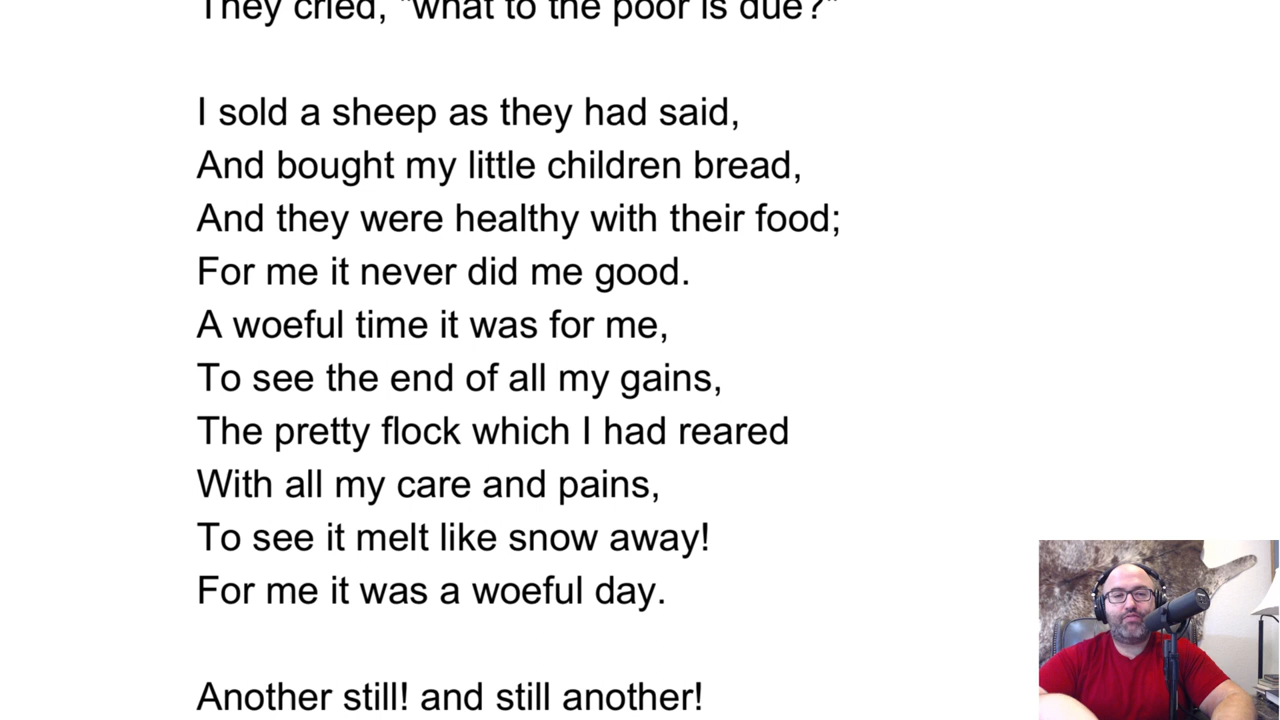 They cried, "what to the poor is due?"
I sold a sheep as they had said,
And bought my little children bread,
And they were healthy with their food;
For me it never did me good.
A woeful time it was for me,
To see the end of all my gains,
The pretty flock which I had reared
With all my care and pains,
To see it melt like snow away!
For me it was a woeful day.
Another still! and still another!